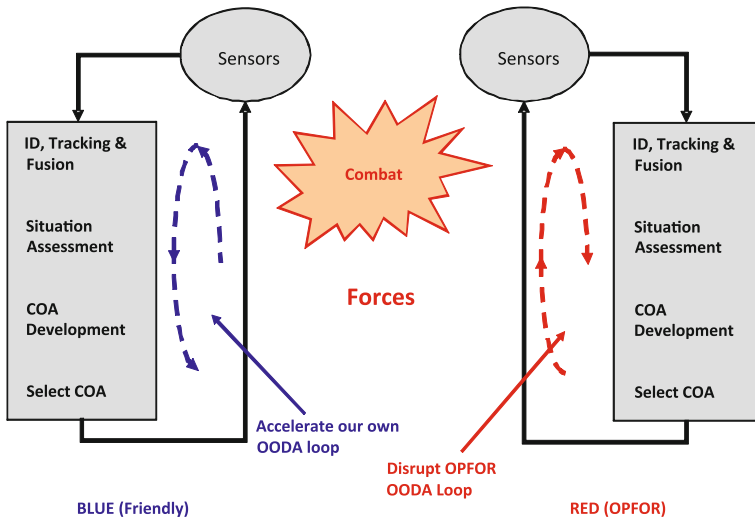 Sensors
Sensors
ID, Tracking &
Fusion
Situation
Assessment
COA
Development
Select COA
Combat
Forces
ID, Tracking &
Fusion
Situation
Assessment
COA
Development
Select COA
Accelerate our own
OODA loop
Disrupt OPFOR
OODA Loop
BLUE (Friendly)
RED (OPFOR)